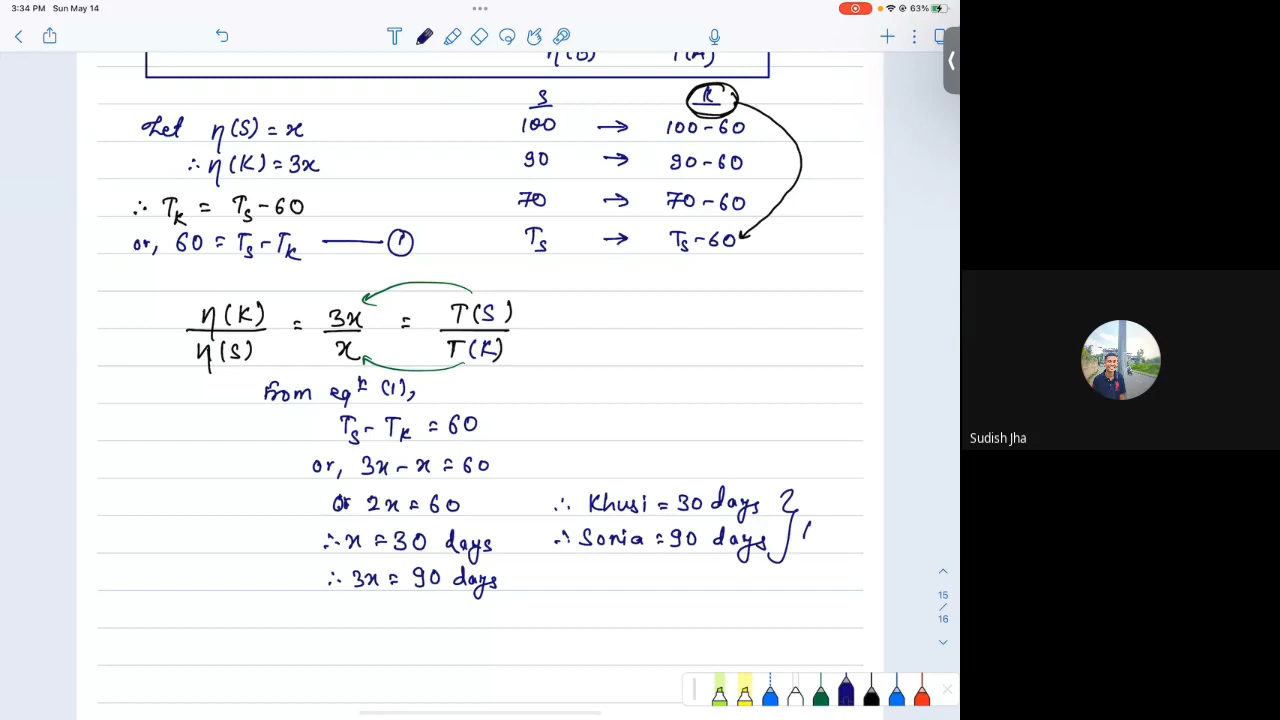 3:34 PM Sun May 14
63%
η(B) T(A)
S K
Let η(S) = x 100 → 100-60
∴ η(K) = 3x 90 → 90-60
∴ T_K = T_S - 60 70 → 70-60
or, 60 = T_S - T_K ——— ① T_S → T_S - 60
η(K)/η(S) = 3x/x = T(S)/T(K)
From eqⁿ (1),
T_S - T_K = 60
or, 3x - x = 60
or 2x = 60 ∴ Khusi = 30 days
∴ x = 30 days ∴ Sonia = 90 days
∴ 3x = 90 days
15
/
16
Sudish Jha